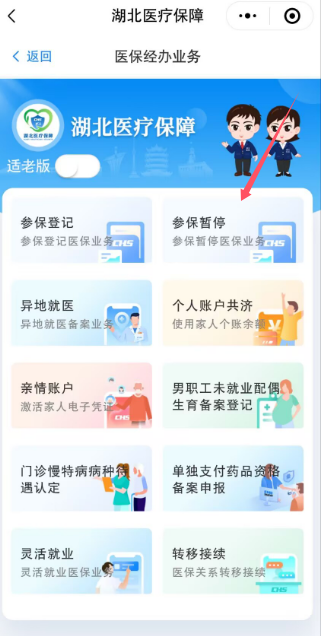 湖北医疗保障
返回
医保经办业务
湖北医疗保障
适老版
参保登记
参保登记医保业务
CHS
参保暂停
参保暂停医保业务
CHS
异地就医
异地就医备案业务
个人账户共济
使用家人个账余额
亲情账户
激活家人电子凭证
CHS
男职工未就业配偶
生育备案登记
门诊慢特病病种待
遇认定
单独支付药品资格
备案申报
灵活就业
灵活就业医保业务
转移接续
医保关系转移接续
CHS